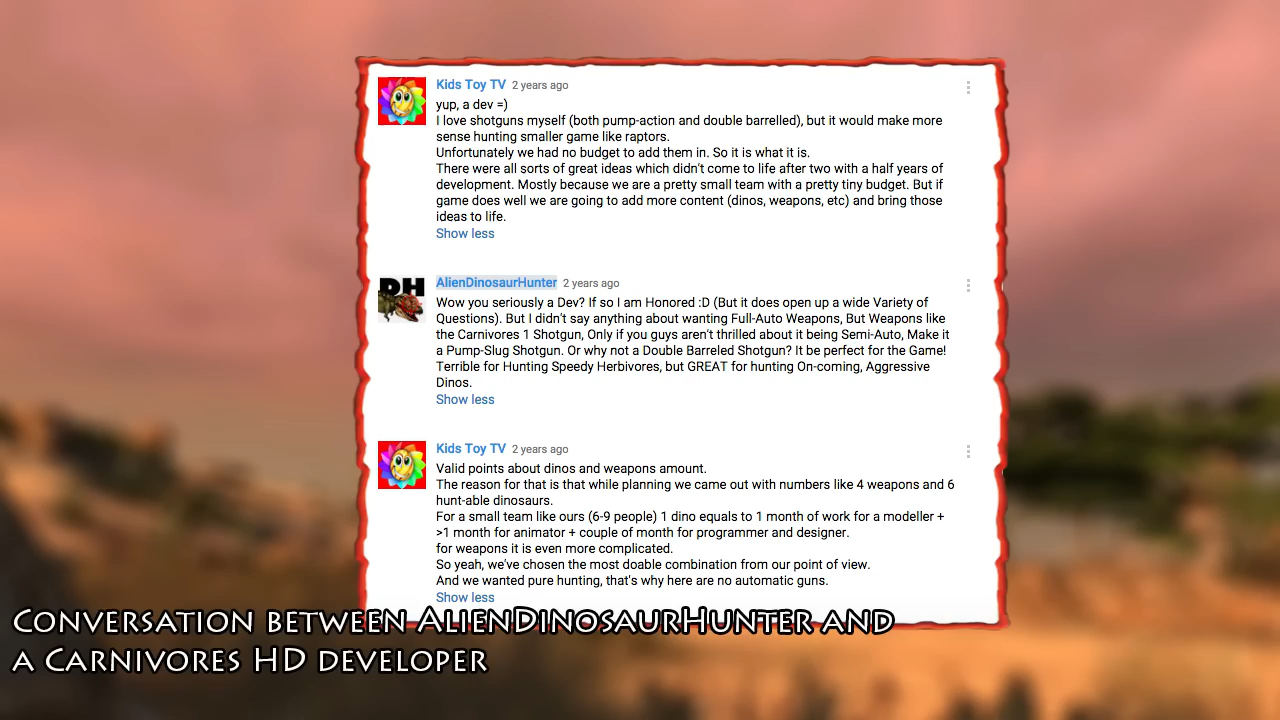 Kids Toy TV 2 years ago
yup, a dev =)
I love shotguns myself (both pump-action and double barrelled), but it would make more
sense hunting smaller game like raptors.
Unfortunately we had no budget to add them in. So it is what it is.
There were all sorts of great ideas which didn't come to life after two with a half years of
development. Mostly because we are a pretty small team with a pretty tiny budget. But if
game does well we are going to add more content (dinos, weapons, etc) and bring those
ideas to life.
Show less
DH
AlienDinosaurHunter 2 years ago
Wow you seriously a Dev? If so I am Honored :D (But it does open up a wide Variety of
Questions). But I didn't say anything about wanting Full-Auto Weapons, But Weapons like
the Carnivores 1 Shotgun, Only if you guys aren't thrilled about it being Semi-Auto, Make it
a Pump-Slug Shotgun. Or why not a Double Barreled Shotgun? It be perfect for the Game!
Terrible for Hunting Speedy Herbivores, but GREAT for hunting On-coming, Aggressive
Dinos.
Show less
Kids Toy TV 2 years ago
Valid points about dinos and weapons amount.
The reason for that is that while planning we came out with numbers like 4 weapons and 6
hunt-able dinosaurs.
For a small team like ours (6-9 people) 1 dino equals to 1 month of work for a modeller +
>1 month for animator + couple of month for programmer and designer.
for weapons it is even more complicated.
So yeah, we've chosen the most doable combination from our point of view.
And we wanted pure hunting, that's why here are no automatic guns.
Show less
Conversation between AlienDinosaurHunter and
a Carnivores HD developer